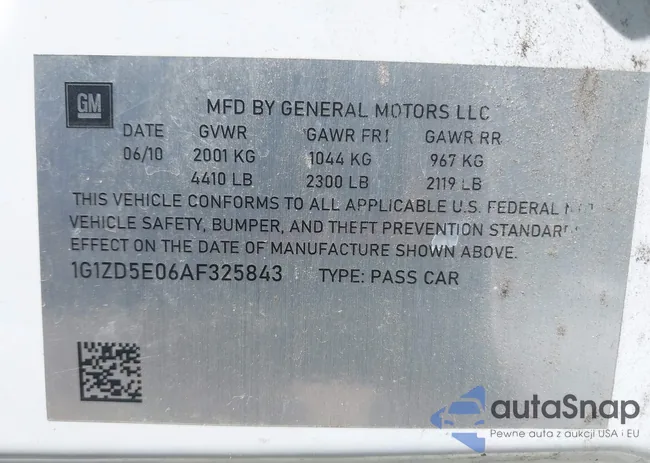 GM
MFD BY GENERAL MOTORS LLC
DATE GVWR GAWR FRT GAWR RR
06/10 2001 KG 1044 KG 967 KG
4410 LB 2300 LB 2119 LB
THIS VEHICLE CONFORMS TO ALL APPLICABLE U.S. FEDERAL
VEHICLE SAFETY, BUMPER, AND THEFT PREVENTION STANDARDS
EFFECT ON THE DATE OF MANUFACTURE SHOWN ABOVE.
1G1ZD5E06AF325843 TYPE: PASS CAR
autaSnap
Pewne auta z aukcji USA i EU